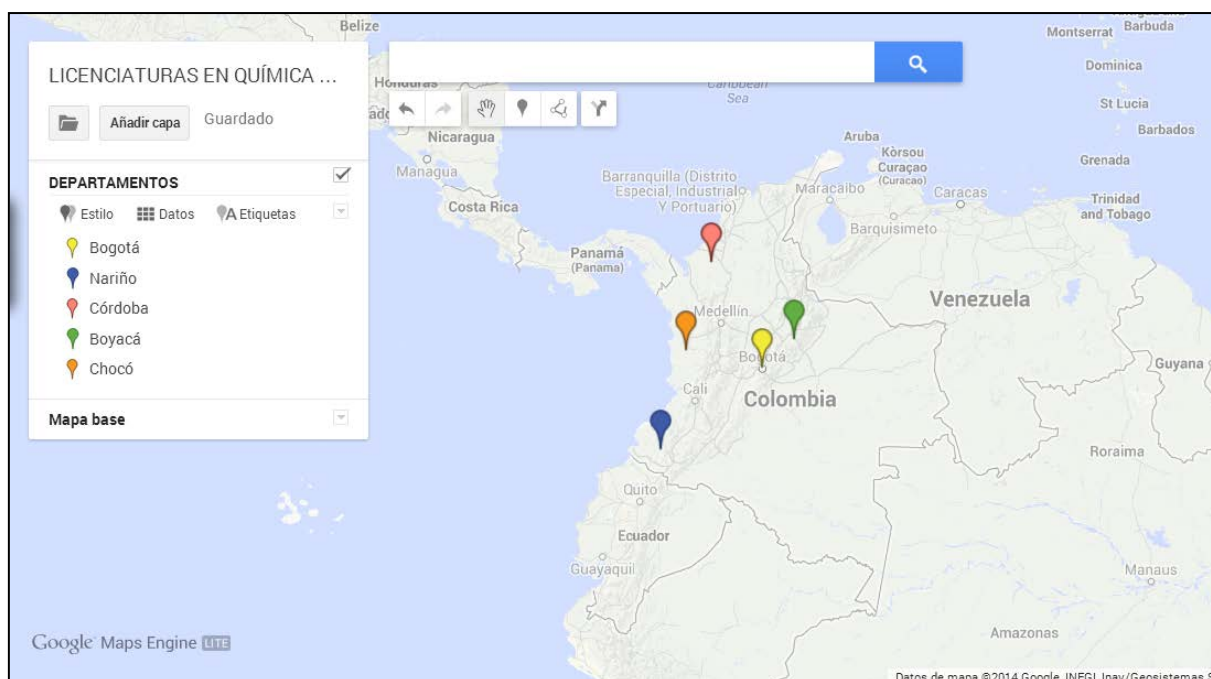 LICENCIATURAS EN QUÍMICA ...
Añadir capa
Guardado
DEPARTAMENTOS
Estilo
Datos
A Etiquetas
Bogotá
Nariño
Córdoba
Boyacá
Chocó
Mapa base
Belize
Honduras
Nicaragua
Managua
Costa Rica
Panamá
(Panama)
Caribbean
Sea
Montserrat
Barbuda
Dominica
St Lucia
Barbados
Grenada
Trinidad
and Tobago
Aruba
Kòrsou
Curaçao
(Curacao)
Barranquilla (Distrito
Especial, Industrial
Y Portuario)
Maracaibo
Caracas
Barquisimeto
Venezuela
Medellín
Bogotá
Cali
Colombia
Guyana
Roraima
Quito
Ecuador
Guayaquil
Manaus
Amazonas
Google Maps Engine LITE
Datos de mapa ©2014 Google, INEGI, Inav/Geosistemas S